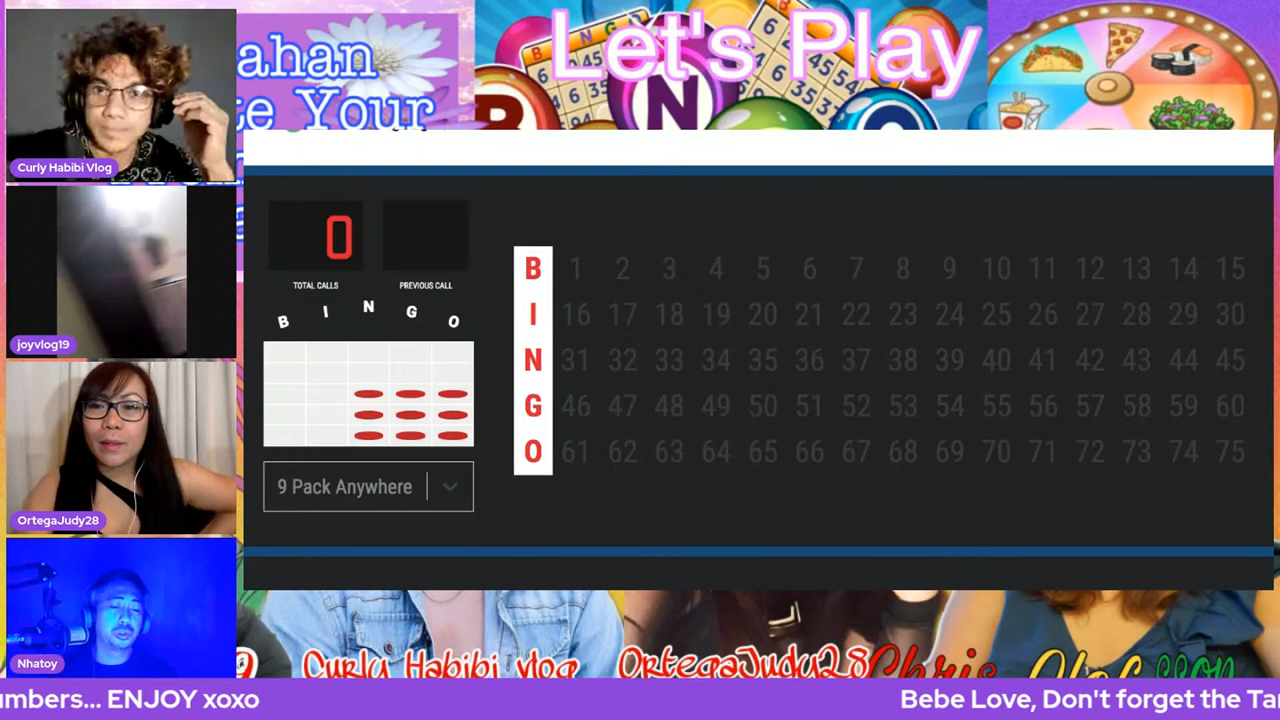 ahan
te Your
Let's Play
Curly Habibi Vlog
joyvlog19
OrtegaJudy28
Nhatoy
0
TOTAL CALLS
PREVIOUS CALL
B I N G O
9 Pack Anywhere
B 1 2 3 4 5 6 7 8 9 10 11 12 13 14 15
I 16 17 18 19 20 21 22 23 24 25 26 27 28 29 30
N 31 32 33 34 35 36 37 38 39 40 41 42 43 44 45
G 46 47 48 49 50 51 52 53 54 55 56 57 58 59 60
O 61 62 63 64 65 66 67 68 69 70 71 72 73 74 75
Curly Habibi vlog
OrtegaJudy28
Chris
umbers... ENJOY xoxo
Bebe Love, Don't forget the Ta